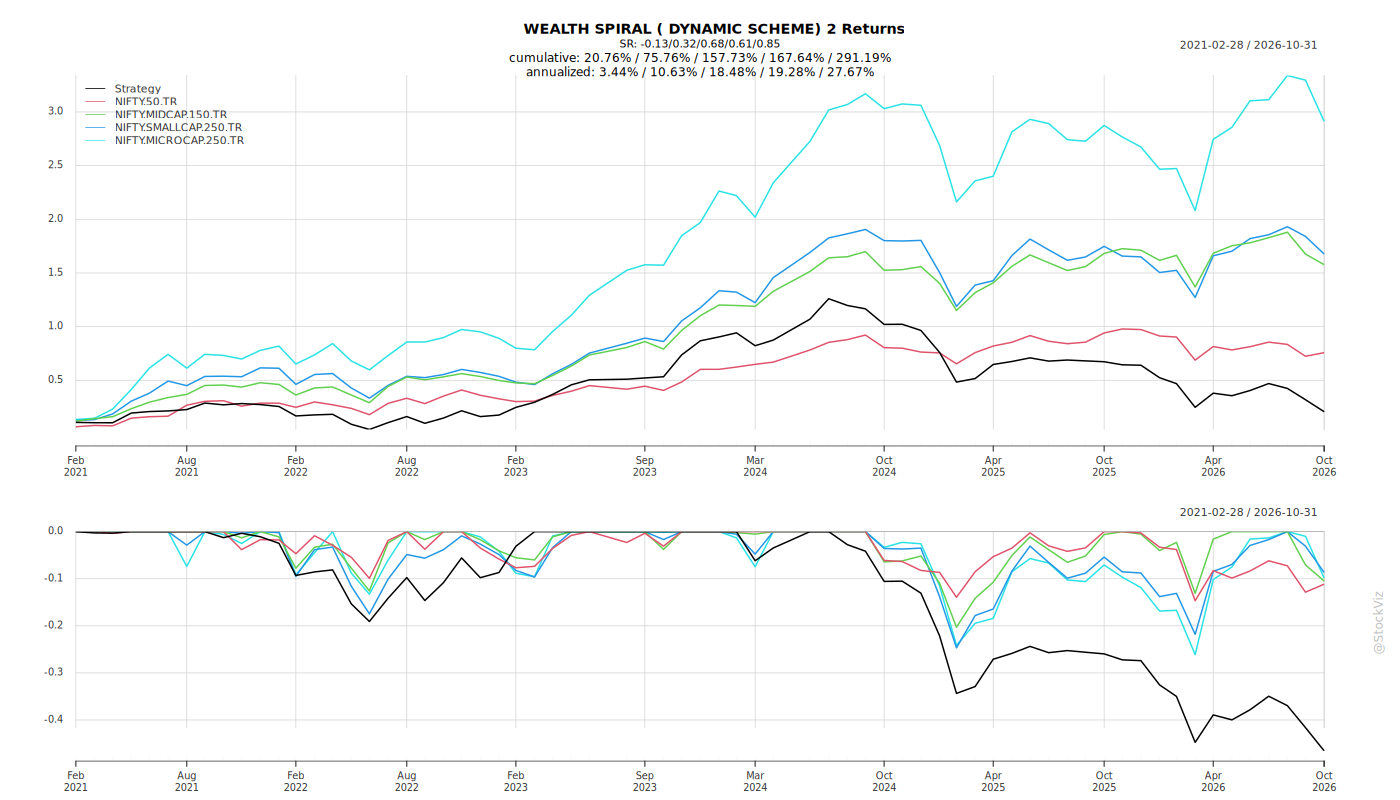 WEALTH SPIRAL ( DYNAMIC SCHEME) 2 Returns
SR: -0.13/0.32/0.68/0.61/0.85
cumulative: 20.76% / 75.76% / 157.73% / 167.64% / 291.19%
annualized: 3.44% / 10.63% / 18.48% / 19.28% / 27.67%
2021-02-28 / 2026-10-31
Strategy
NIFTY.50.TR
NIFTY.MIDCAP.150.TR
NIFTY.SMALLCAP.250.TR
NIFTY.MICROCAP.250.TR
3.0
2.5
2.0
1.5
1.0
0.5
Feb Aug Feb Aug Feb Sep Mar Oct Apr Oct Apr Oct
2021 2021 2022 2022 2023 2023 2024 2024 2025 2025 2026 2026
2021-02-28 / 2026-10-31
0.0
-0.1
-0.2
-0.3
-0.4
Feb Aug Feb Aug Feb Sep Mar Oct Apr Oct Apr Oct
2021 2021 2022 2022 2023 2023 2024 2024 2025 2025 2026 2026
@StockViz